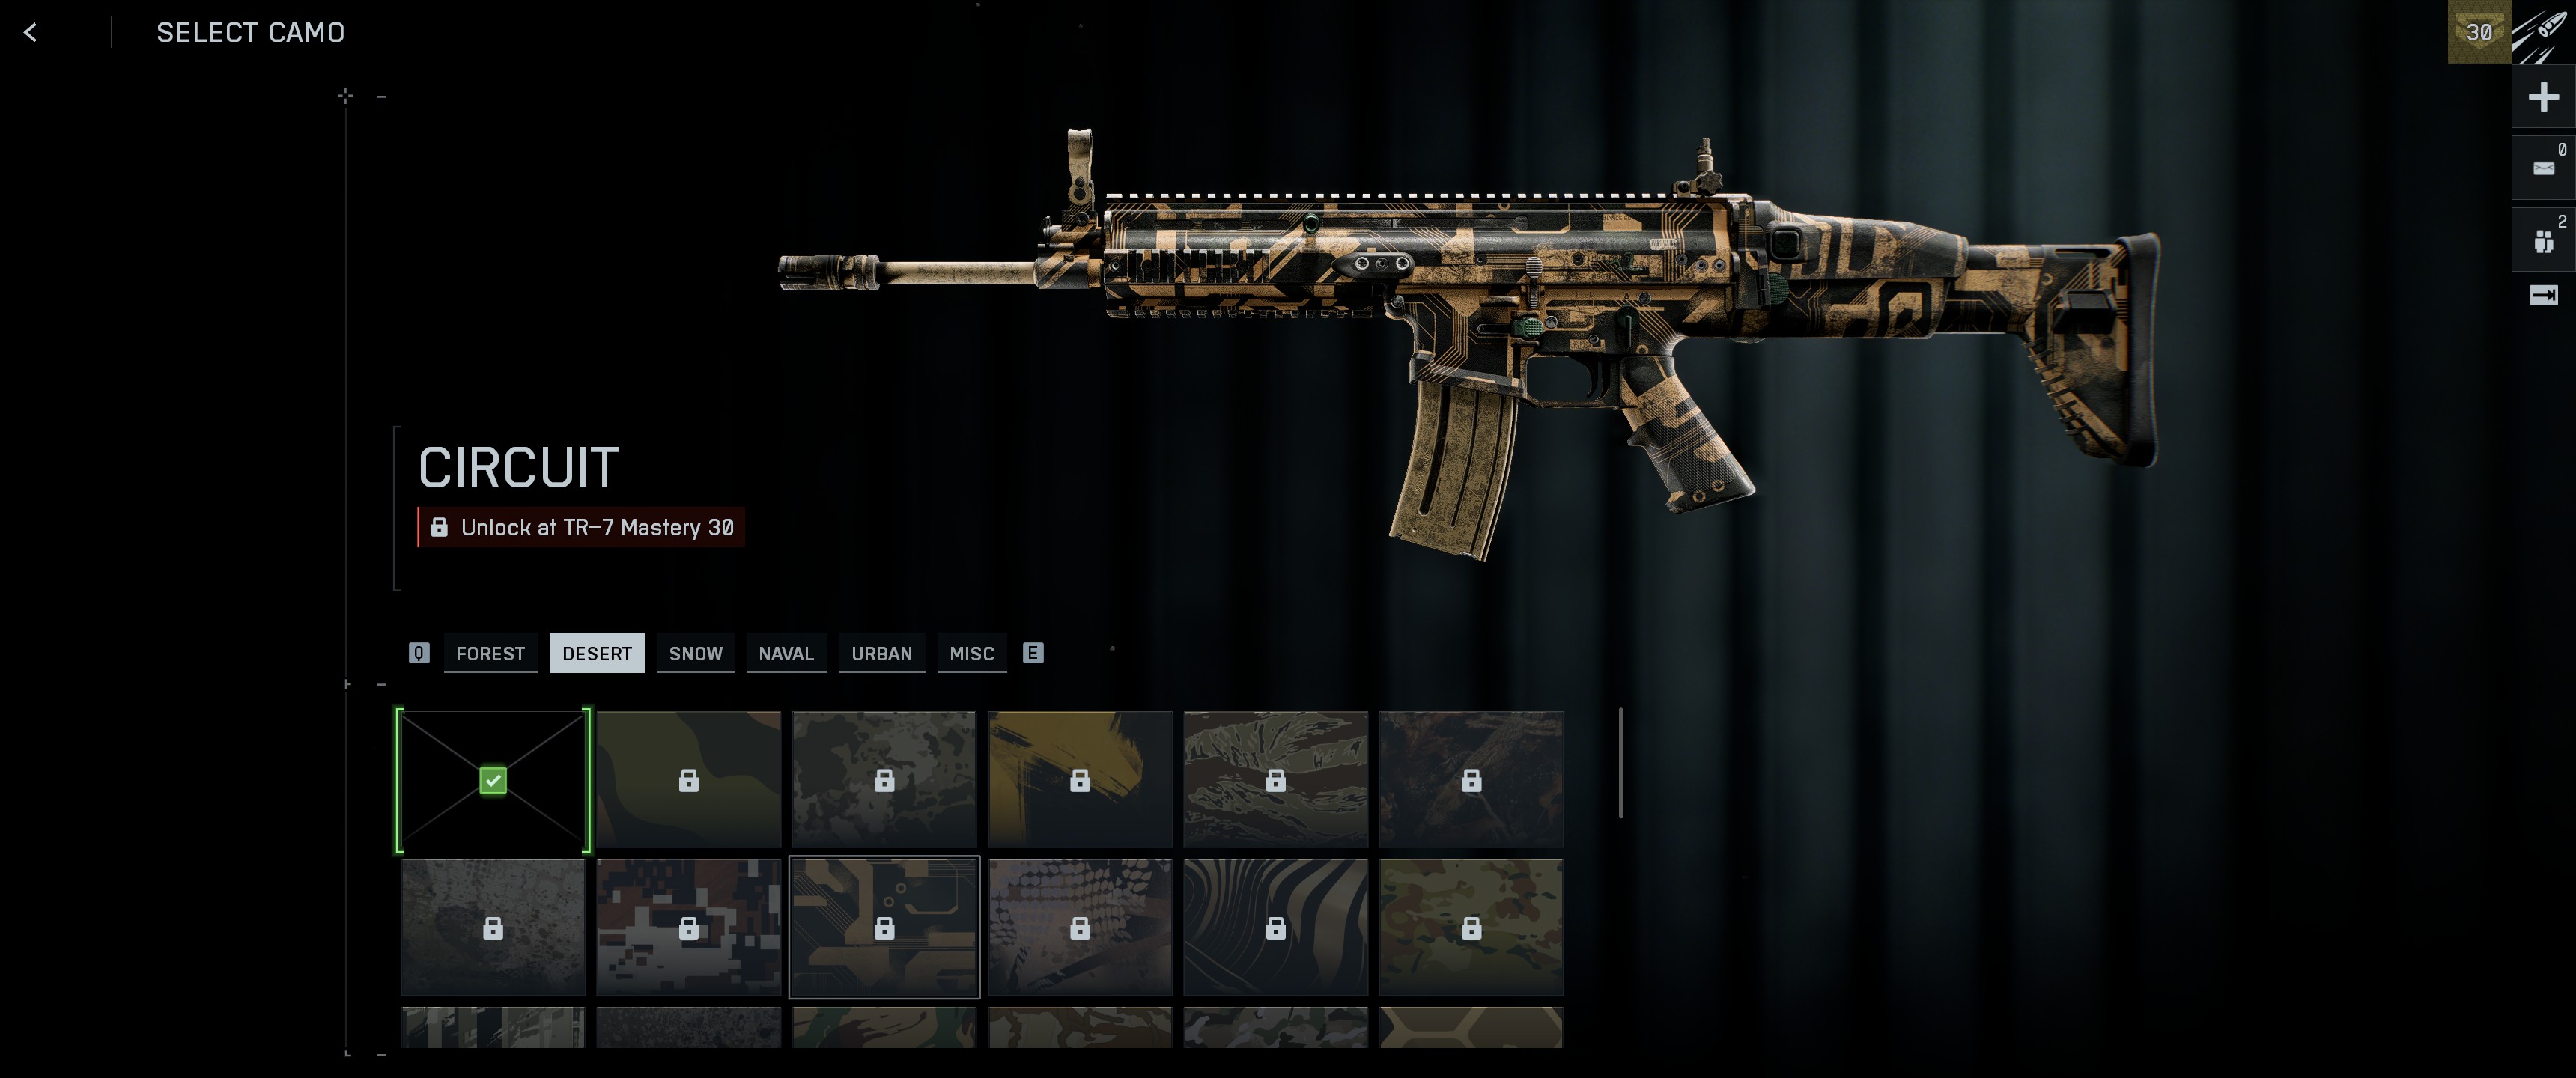 SELECT CAMO
30
0
2
CIRCUIT
Unlock at TR-7 Mastery 30
Q FOREST DESERT SNOW NAVAL URBAN MISC E